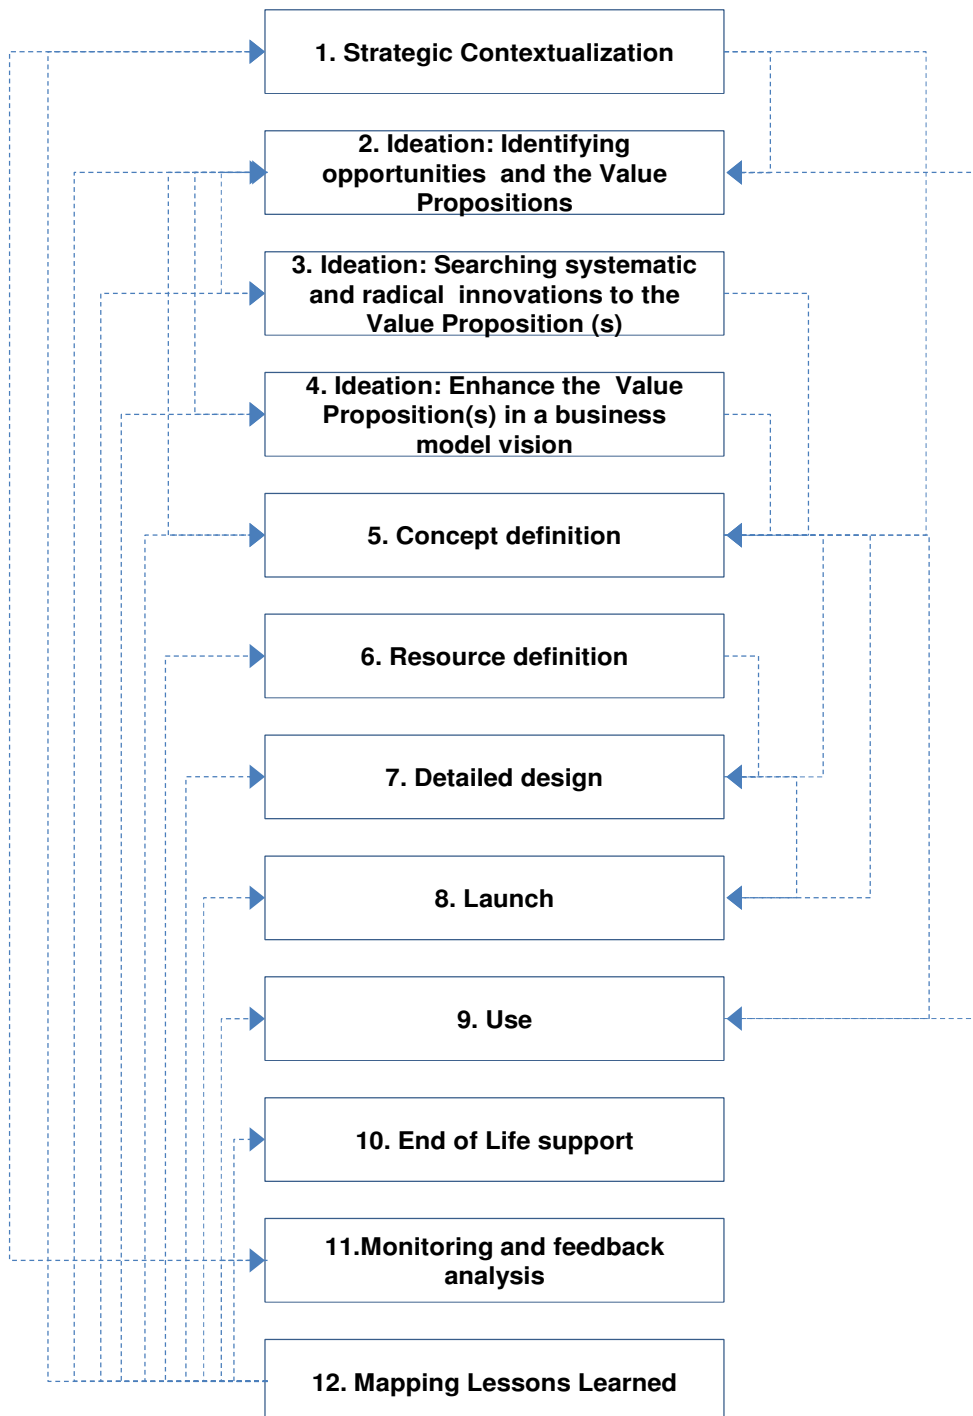 1. Strategic Contextualization
2. Ideation: Identifying
opportunities and the Value
Propositions
3. Ideation: Searching systematic
and radical innovations to the
Value Proposition (s)
4. Ideation: Enhance the Value
Proposition(s) in a business
model vision
5. Concept definition
6. Resource definition
7. Detailed design
8. Launch
9. Use
10. End of Life support
11.Monitoring and feedback
analysis
12. Mapping Lessons Learned